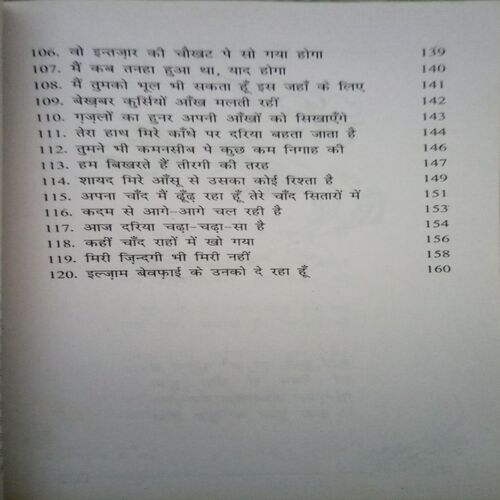 106. वो इन्तज़ार की चौखट पे सो गया होगा 139
107. मैं कब तनहा हुआ था, याद होगा 140
108. मैं तुमको भूल भी सकता हूँ इस जहाँ के लिए 141
109. बेख़बर कुर्सियाँ आँख मलती रहीं 142
110. ग़ज़लों का हुनर अपनी आँखों को सिखाएँगे 143
111. तेरा हाथ मिरे काँधे पर दरिया बहता जाता है 144
112. तुमने भी कमनसीब पे कुछ कम निगाह की 146
113. हम बिखरते हैं तीरगी की तरह 147
114. शायद मिरे आँसू से उसका कोई रिश्ता है 149
115. अपना चाँद मैं ढूँढ़ रहा हूँ तेरे चाँद सितारों में 151
116. कदम से आगे-आगे चल रही है 153
117. आज दरिया चढ़ा-चढ़ा-सा है 154
118. कहीं चाँद राहों में खो गया 156
119. मिरी ज़िन्दगी भी मिरी नहीं 158
120. इल्ज़ाम बेवफ़ाई के उनको दे रहा हूँ 160